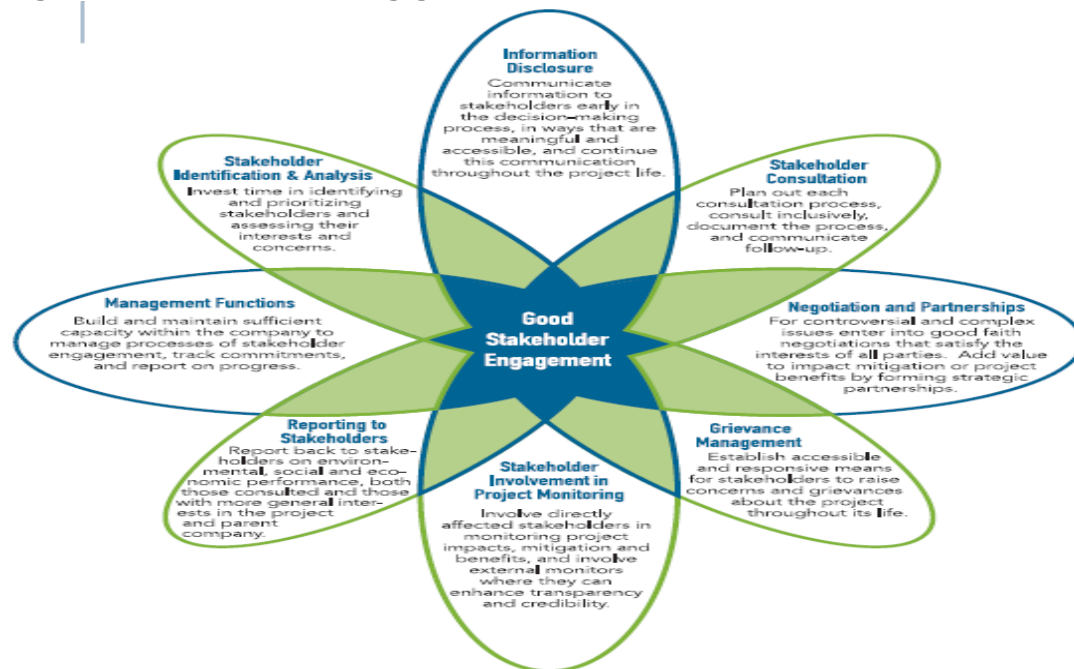 Information
Disclosure
Communicate
information to
stakeholders early in
the decision-making
process, in ways that are
meaningful and
accessible, and continue
this communication
throughout the project life.
Stakeholder
Identification & Analysis
Invest time in identifying
and prioritizing
stakeholders and
assessing their
interests and
concerns.
Stakeholder
Consultation
Plan out each
consultation process,
consult inclusively,
document the process,
and communicate
follow-up.
Management Functions
Build and maintain sufficient
capacity within the company to
manage processes of stakeholder
engagement, track commitments,
and report on progress.
Good
Stakeholder
Engagement
Negotiation and Partnerships
For controversial and complex
issues enter into good faith
negotiations that satisfy the
interests of all parties. Add value
to impact mitigation or project
benefits by forming strategic
partnerships.
Reporting to
Stakeholders
Report back to stake-
holders on environ-
mental, social and eco-
nomic performance, both
those consulted and those
with more general inter-
ests in the project
and parent
company.
Stakeholder
Involvement in
Project Monitoring
Involve directly
affected stakeholders in
monitoring project
impacts, mitigation and
benefits, and involve
external monitors
where they can
enhance transparency
and credibility.
Grievance
Management
Establish accessible
and responsive means
for stakeholders to raise
concerns and grievances
about the project
throughout its life.